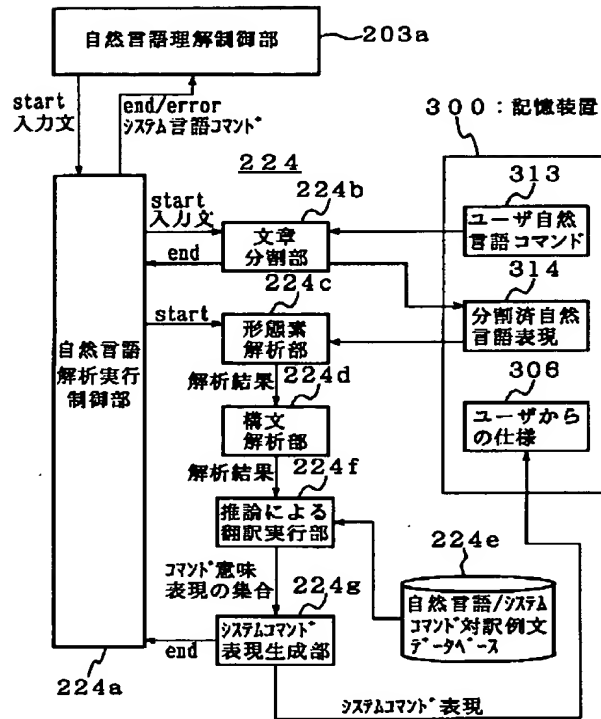 自然言語理解制御部
203a
start
入力文
end/error
システム言語コマンド
300：記憶装置
224
start
入力文
224b
文章
分割部
end
313
ユーザ自然
言語コマンド
224c
314
start
形態素
解析部
分割済自然
言語表現
自然言語
解析実行
制御部
解析結果
224d
構文
解析部
306
ユーザから
の仕様
解析結果
224f
推論による
翻訳実行部
224e
コマンド意味
表現の集合
224g
自然言語/システム
コマンド対訳例文
データベース
システムコマンド
表現生成部
end
224a
システムコマンド表現